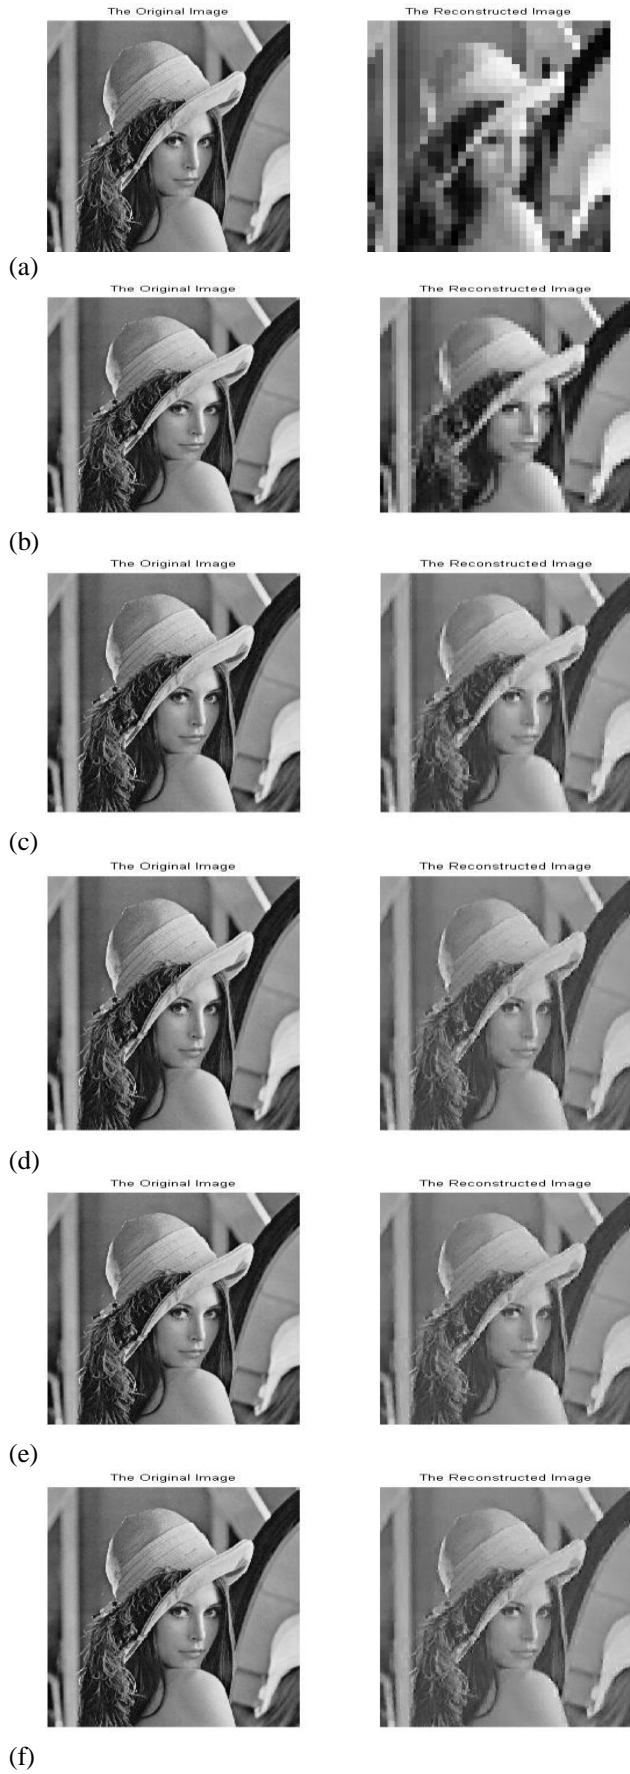 The Original Image The Reconstructed Image
(a)
The Original Image The Reconstructed Image
(b)
The Original Image The Reconstructed Image
(c)
The Original Image The Reconstructed Image
(d)
The Original Image The Reconstructed Image
(e)
The Original Image The Reconstructed Image
(f)